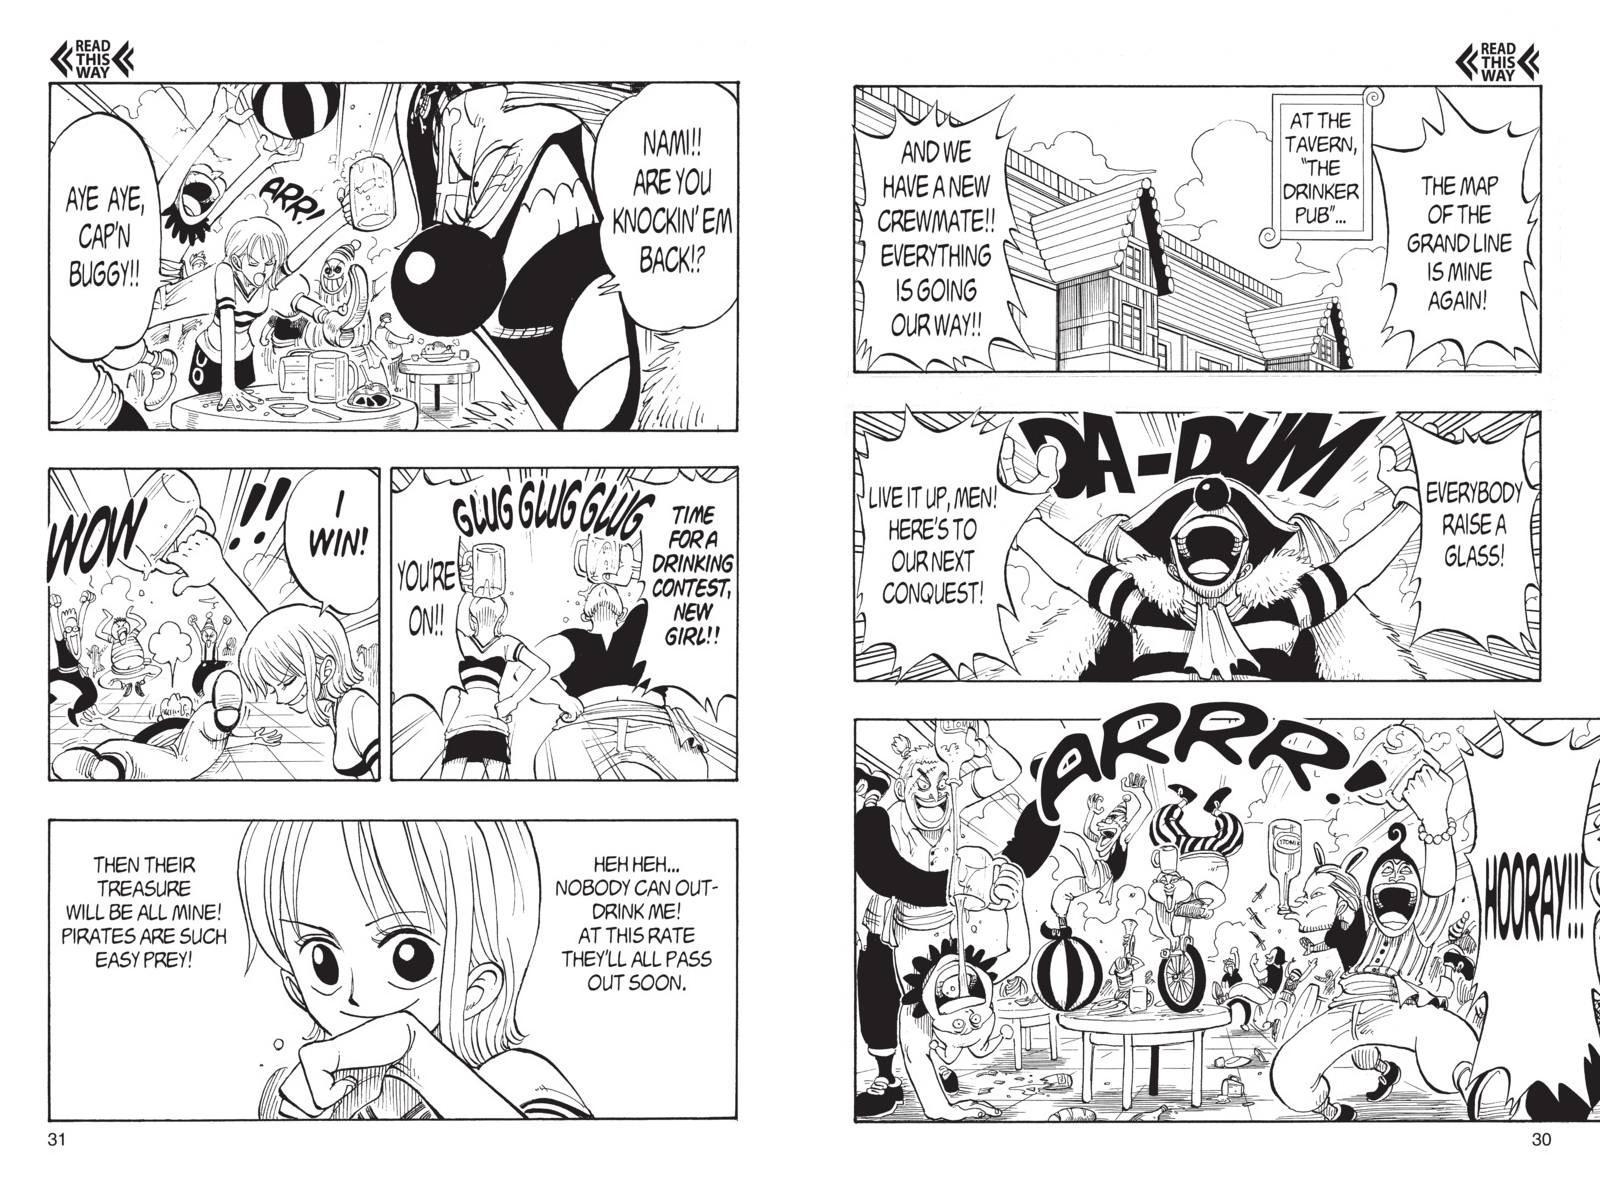 READ
THIS
WAY
THE MAP
OF THE
GRAND LINE
IS MINE
AGAIN!
AT THE
TAVERN,
"THE
DRINKER
PUB"...
AND WE
HAVE A NEW
CREWMATE!!
EVERYTHING
IS GOING
OUR WAY!!
EVERYBODY
RAISE A
GLASS!
DA-DUM
LIVE IT UP, MEN!
HERE'S TO
OUR NEXT
CONQUEST!
HOORAY!!!
ARRR!
1TOMI
30
READ
THIS
WAY
NAMI!!
ARE YOU
KNOCKIN' EM
BACK!?
ARR!
AYE AYE,
CAP'N
BUGGY!!
TIME
FOR A
DRINKING
CONTEST,
NEW
GIRL!!
GLUG GLUG GLUG
YOU'RE
ON!!
I
WIN!
!!
WOW
HEH HEH...
NOBODY CAN OUT-
DRINK ME!
AT THIS RATE
THEY'LL ALL PASS
OUT SOON.
THEN THEIR
TREASURE
WILL BE ALL MINE!
PIRATES ARE SUCH
EASY PREY!
31